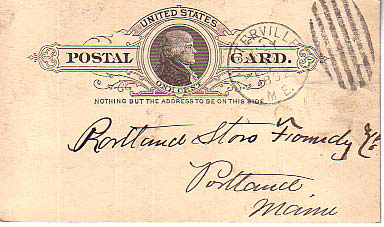 UNITED STATES
POSTAL CARD.
ONE CENT
NOTHING BUT THE ADDRESS TO BE ON THIS SIDE.
ERVILLE
M E.
Portland Stove Foundry Co
Portland
Maine